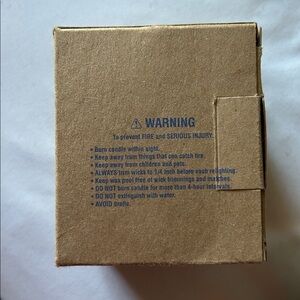 ⚠ WARNING
To prevent FIRE and SERIOUS INJURY:
• Burn candle within sight.
• Keep away from things that can catch fire.
• Keep away from children and pets.
• ALWAYS trim wicks to 1/4 inch before each relighting.
• Keep wax pool free of wick trimmings and matches.
• DO NOT burn candle for more than 4-hour intervals.
• DO NOT extinguish with water.
• AVOID drafts.